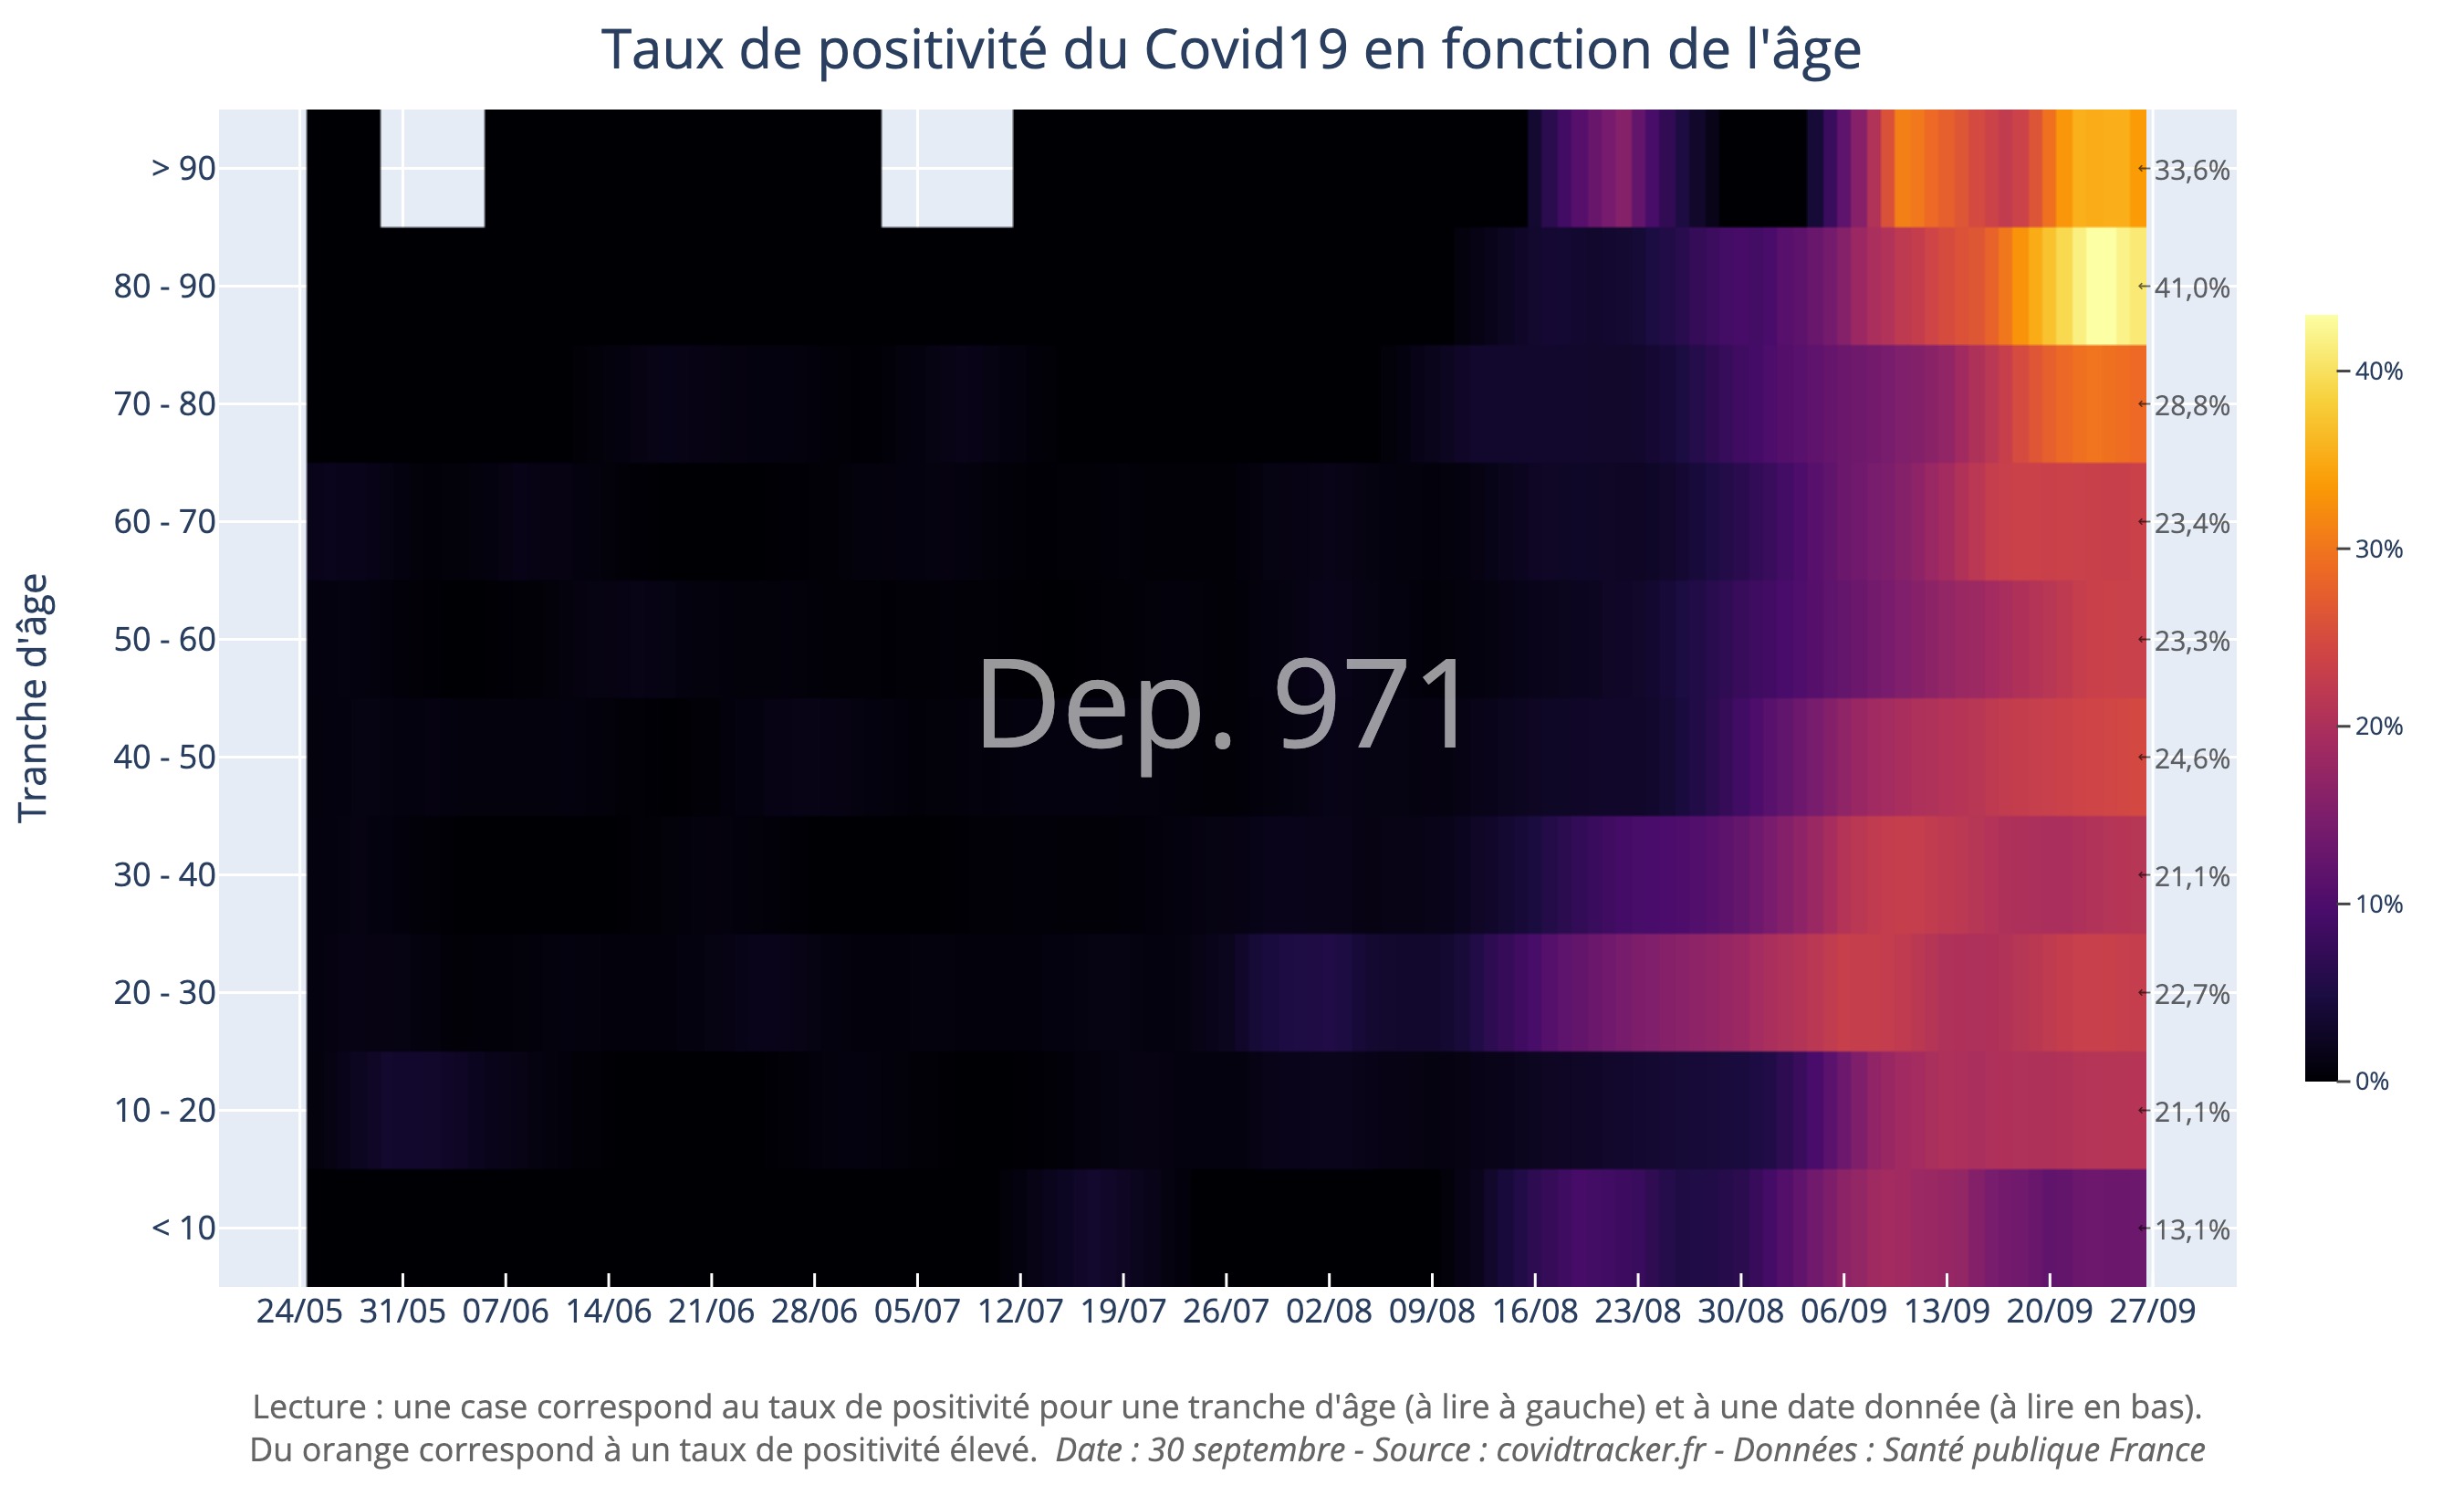 Taux de positivité du Covid19 en fonction de l'âge
Tranche d'âge
> 90
80 - 90
70 - 80
60 - 70
50 - 60
40 - 50
30 - 40
20 - 30
10 - 20
< 10
Dep. 971
←33,6%
←41,0%
←28,8%
←23,4%
←23,3%
←24,6%
←21,1%
←22,7%
←21,1%
←13,1%
40%
30%
20%
10%
0%
24/05 31/05 07/06 14/06 21/06 28/06 05/07 12/07 19/07 26/07 02/08 09/08 16/08 23/08 30/08 06/09 13/09 20/09 27/09
Lecture : une case correspond au taux de positivité pour une tranche d'âge (à lire à gauche) et à une date donnée (à lire en bas).
Du orange correspond à un taux de positivité élevé. Date : 30 septembre - Source : covidtracker.fr - Données : Santé publique France